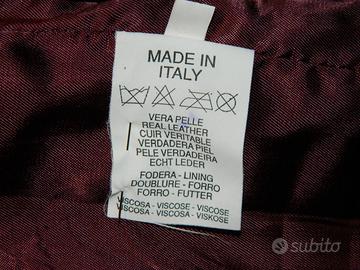 MADE IN
ITALY
VERA PELLE
REAL LEATHER
CUIR VERITABLE
VERDADERA PIEL
PELE VERDADEIRA
ECHT LEDER
FODERA - LINING
DOUBLURE - FORRO
FORRO - FUTTER
VISCOSA - VISCOSE - VISCOSE
VISCOSA - VISCOSA - VISKOSE
subito